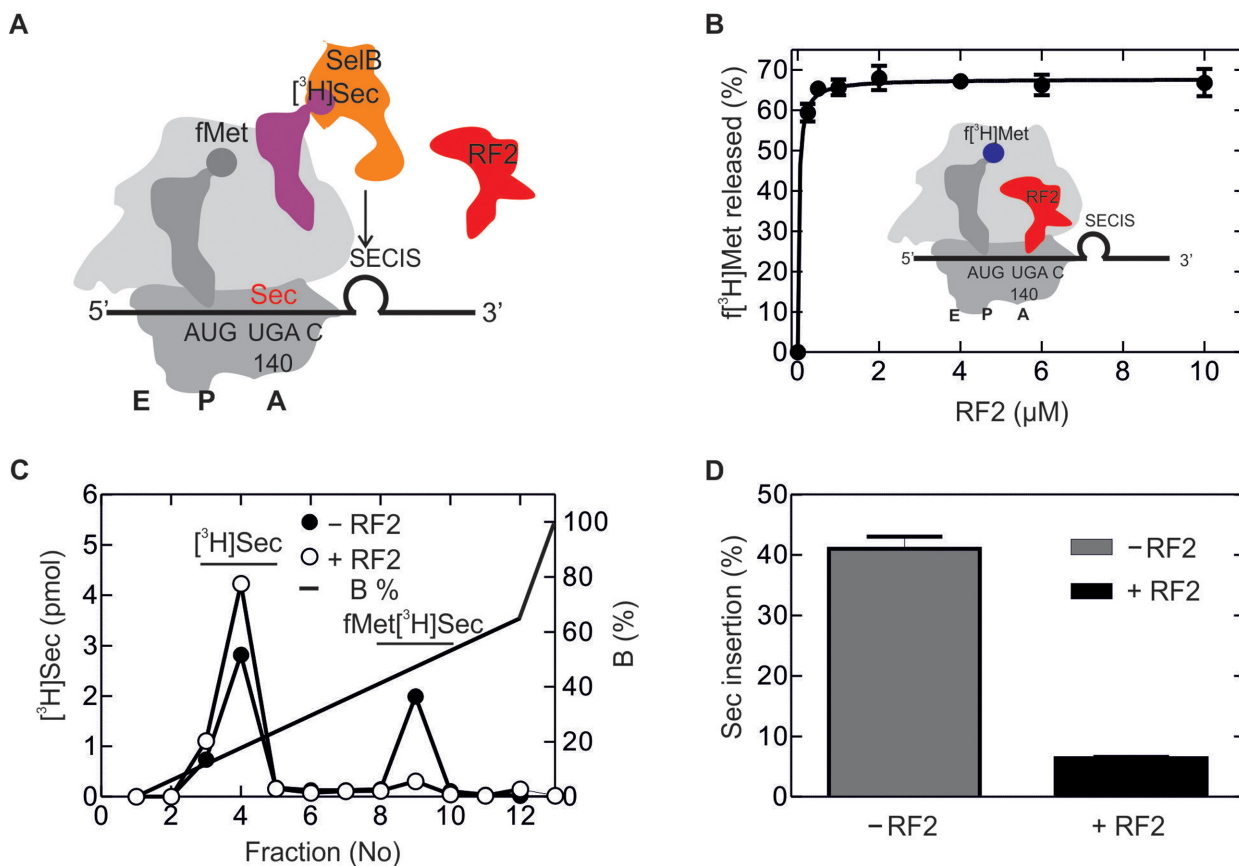 A
SelB
[³H]Sec
fMet
RF2
SECIS
Sec
5’
3’
AUG UGA C
140
E P A
B
f[³H]Met released (%)
70
60
50
40
30
20
10
0
0 2 4 6 8 10
RF2 (µM)
f[³H]Met
RF2
SECIS
5’
3’
AUG UGA C
140
E P A
C
[³H]Sec (pmol)
6
5
4
3
2
1
0
0 2 4 6 8 10 12
Fraction (No)
[³H]Sec
– RF2
+ RF2
B %
fMet[³H]Sec
100
80
60
40
20
0
B (%)
D
Sec insertion (%)
50
40
30
20
10
0
–RF2
+ RF2
–RF2 + RF2